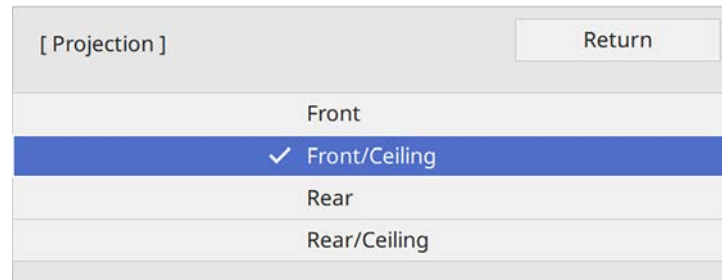 [ Projection ]
Return
Front
Front/Ceiling
Rear
Rear/Ceiling